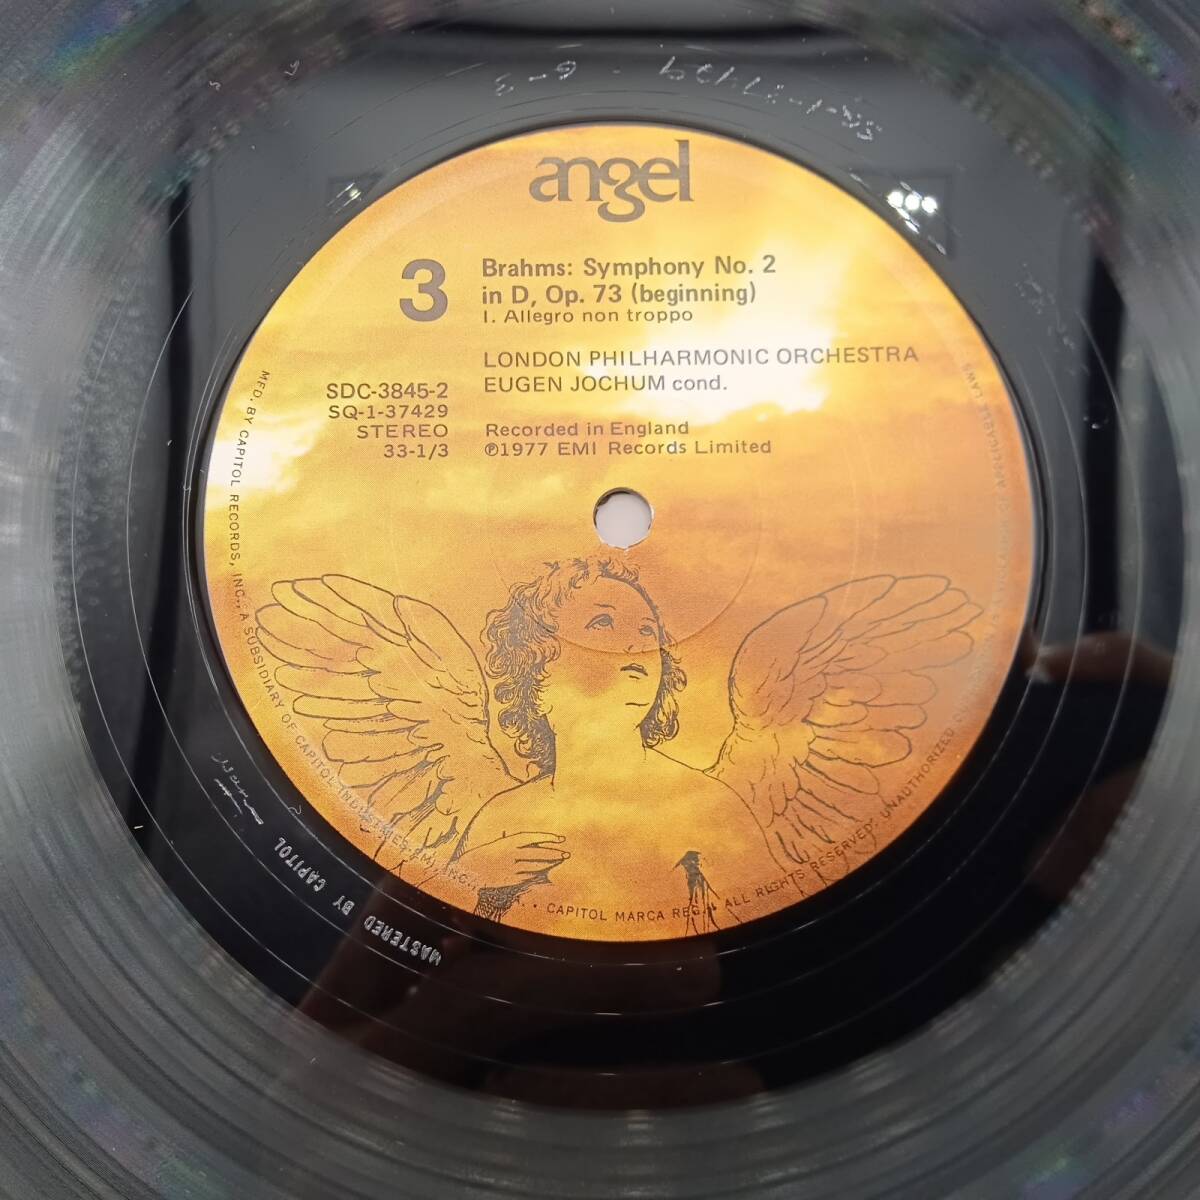 angel
3
Brahms: Symphony No. 2
in D, Op. 73 (beginning)
I. Allegro non troppo
LONDON PHILHARMONIC ORCHESTRA
EUGEN JOCHUM cond.
SDC-3845-2
SQ-1-37429
STEREO
33-1/3
Recorded in England
℗1977 EMI Records Limited
MFD. BY CAPITOL RECORDS, INC., A SUBSIDIARY OF CAPITOL INDUSTRIES-EMI, INC., • CAPITOL MARCA REG. • ALL RIGHTS RESERVED. UNAUTHORIZED APPLICABLE LAWS
MASTERED BY CAPITOL